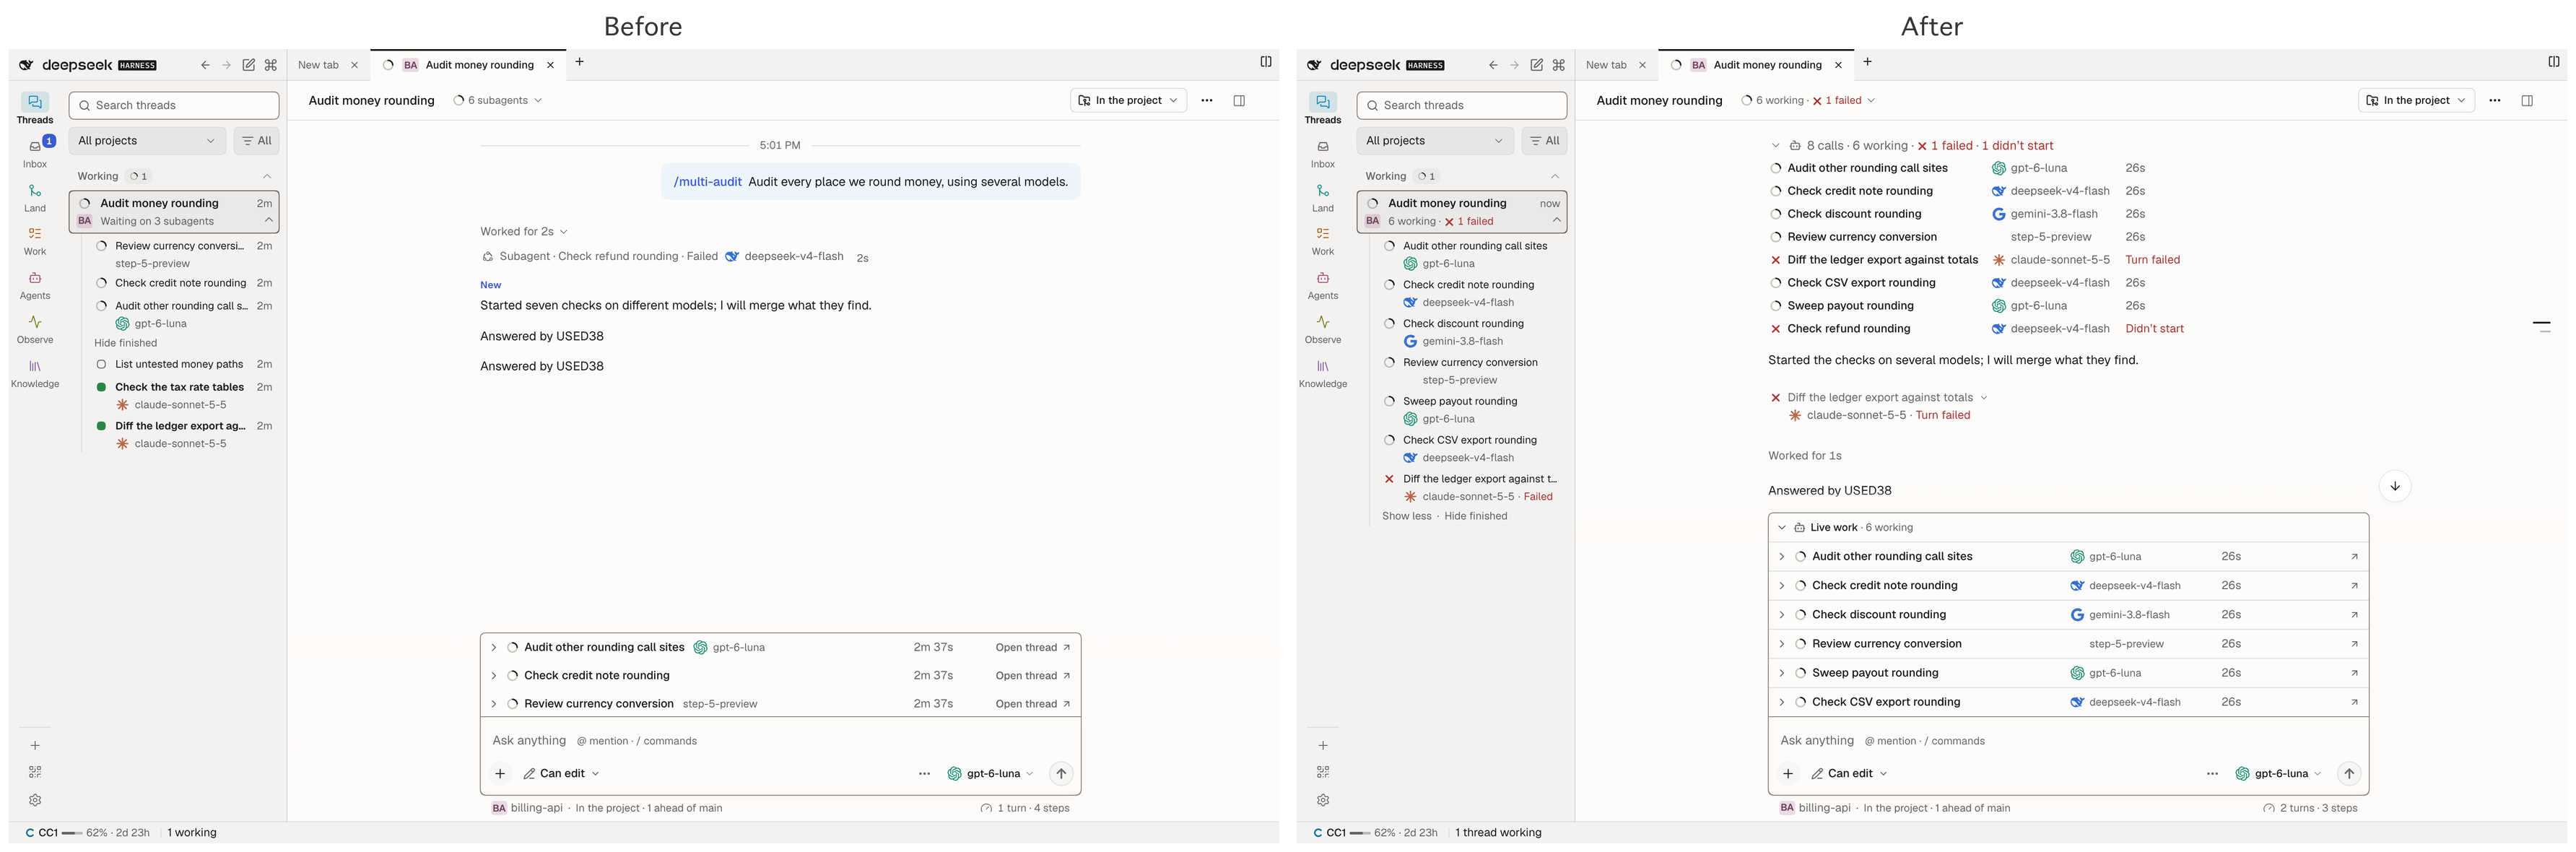 Before
deepseek HARNESS
New tab
BA Audit money rounding
Threads
1
Inbox
Land
Work
Agents
Observe
Knowledge
Search threads
All projects
All
Working 1
Audit money rounding 2m
BA Waiting on 3 subagents
Review currency conversi... 2m
step-5-preview
Check credit note rounding 2m
Audit other rounding call s... 2m
gpt-6-luna
Hide finished
List untested money paths 2m
Check the tax rate tables 2m
claude-sonnet-5-5
Diff the ledger export ag... 2m
claude-sonnet-5-5
Audit money rounding 6 subagents
In the project
5:01 PM
/multi-audit Audit every place we round money, using several models.
Worked for 2s
Subagent · Check refund rounding · Failed deepseek-v4-flash 2s
New
Started seven checks on different models; I will merge what they find.
Answered by USED38
Answered by USED38
Audit other rounding call sites gpt-6-luna 2m 37s Open thread
Check credit note rounding 2m 37s Open thread
Review currency conversion step-5-preview 2m 37s Open thread
Ask anything @ mention · / commands
Can edit
gpt-6-luna
BA billing-api · In the project · 1 ahead of main
1 turn · 4 steps
C CC1 62% · 2d 23h 1 working
After
deepseek HARNESS
New tab
BA Audit money rounding
Threads
Inbox
Land
Work
Agents
Observe
Knowledge
Search threads
All projects
All
Working 1
Audit money rounding now
BA 6 working · 1 failed
Audit other rounding call sites
gpt-6-luna
Check credit note rounding
deepseek-v4-flash
Check discount rounding
gemini-3.8-flash
Review currency conversion
step-5-preview
Sweep payout rounding
gpt-6-luna
Check CSV export rounding
deepseek-v4-flash
Diff the ledger export against t...
claude-sonnet-5-5 · Failed
Show less · Hide finished
Audit money rounding 6 working · 1 failed
In the project
8 calls · 6 working · 1 failed · 1 didn't start
Audit other rounding call sites gpt-6-luna 26s
Check credit note rounding deepseek-v4-flash 26s
Check discount rounding gemini-3.8-flash 26s
Review currency conversion step-5-preview 26s
Diff the ledger export against totals claude-sonnet-5-5 Turn failed
Check CSV export rounding deepseek-v4-flash 26s
Sweep payout rounding gpt-6-luna 26s
Check refund rounding deepseek-v4-flash Didn't start
Started the checks on several models; I will merge what they find.
Diff the ledger export against totals
claude-sonnet-5-5 · Turn failed
Worked for 1s
Answered by USED38
Live work · 6 working
Audit other rounding call sites gpt-6-luna 26s
Check credit note rounding deepseek-v4-flash 26s
Check discount rounding gemini-3.8-flash 26s
Review currency conversion step-5-preview 26s
Sweep payout rounding gpt-6-luna 26s
Check CSV export rounding deepseek-v4-flash 26s
Ask anything @ mention · / commands
Can edit
gpt-6-luna
BA billing-api · In the project · 1 ahead of main
2 turns · 3 steps
C CC1 62% · 2d 23h 1 thread working